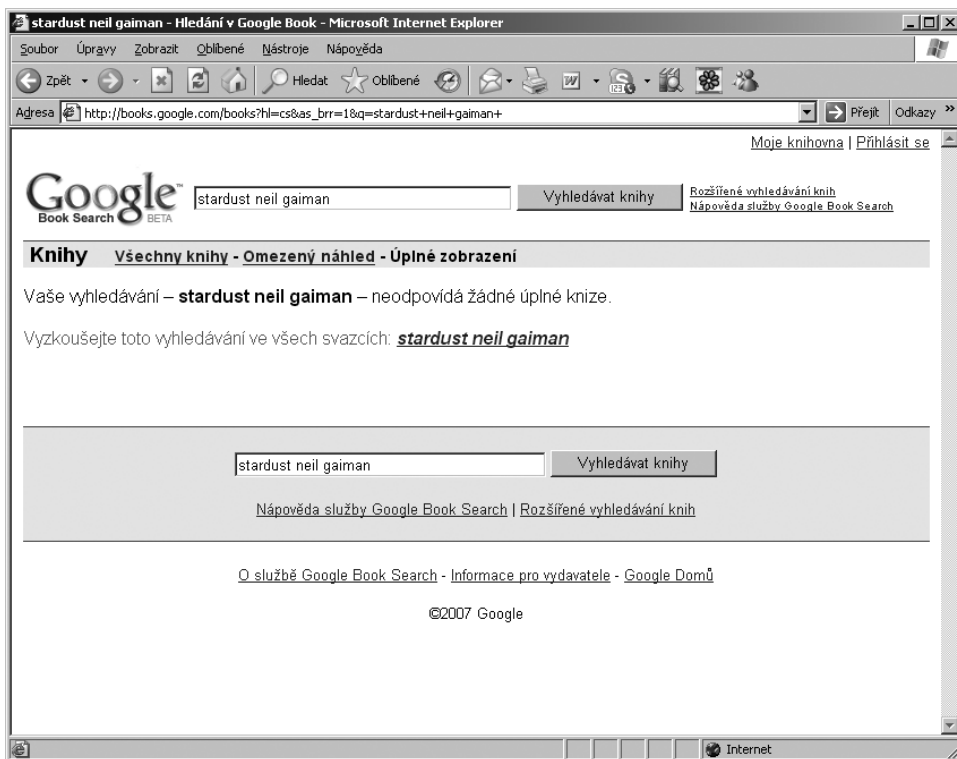 stardust neil gaiman - Hledání v Google Book - Microsoft Internet Explorer
Soubor Úpravy Zobrazit Oblíbené Nástroje Nápověda
Zpět Hledat Oblíbené
Adresa http://books.google.com/books?hl=cs&as_brr=1&q=stardust+neil+gaiman+ Přejít Odkazy »
Moje knihovna | Přihlásit se
Google™ Book Search BETA
stardust neil gaiman Vyhledávat knihy
Rozšířené vyhledávání knih
Nápověda služby Google Book Search
Knihy Všechny knihy - Omezený náhled - Úplné zobrazení
Vaše vyhledávání – stardust neil gaiman – neodpovídá žádné úplné knize.
Vyzkoušejte toto vyhledávání ve všech svazcích: stardust neil gaiman
stardust neil gaiman Vyhledávat knihy
Nápověda služby Google Book Search | Rozšířené vyhledávání knih
O službě Google Book Search - Informace pro vydavatele - Google Domů
©2007 Google
Internet